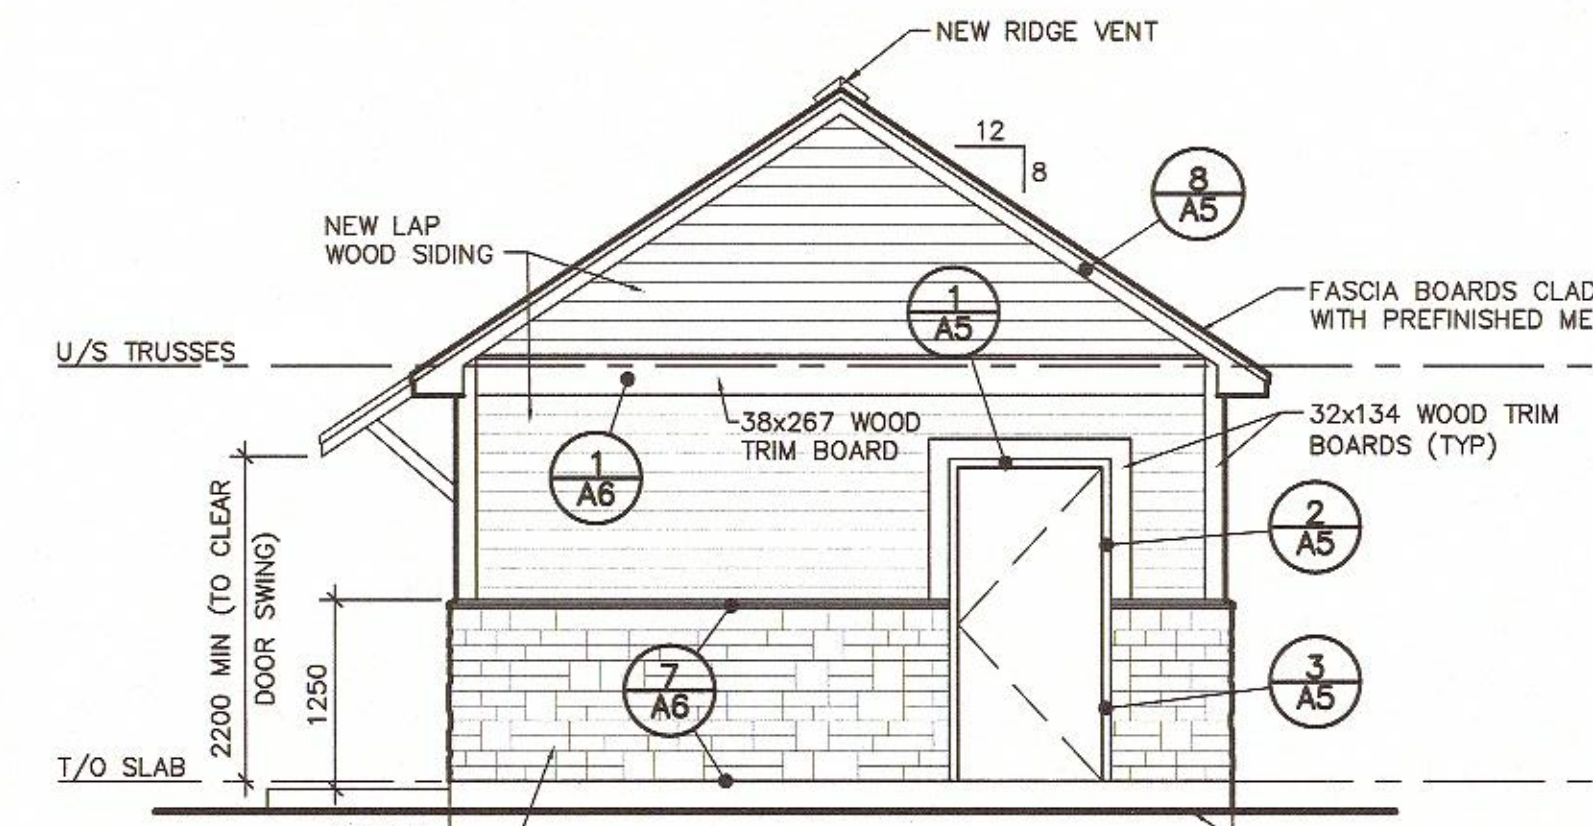 NEW RIDGE VENT
12
8
8
A5
NEW LAP
WOOD SIDING
1
A5
FASCIA BOARDS CLAD
WITH PREFINISHED ME
U/S TRUSSES
38x267 WOOD
TRIM BOARD
32x134 WOOD TRIM
BOARDS (TYP)
1
A6
2
A5
2200 MIN (TO CLEAR
DOOR SWING)
1250
7
A6
3
A5
T/O SLAB